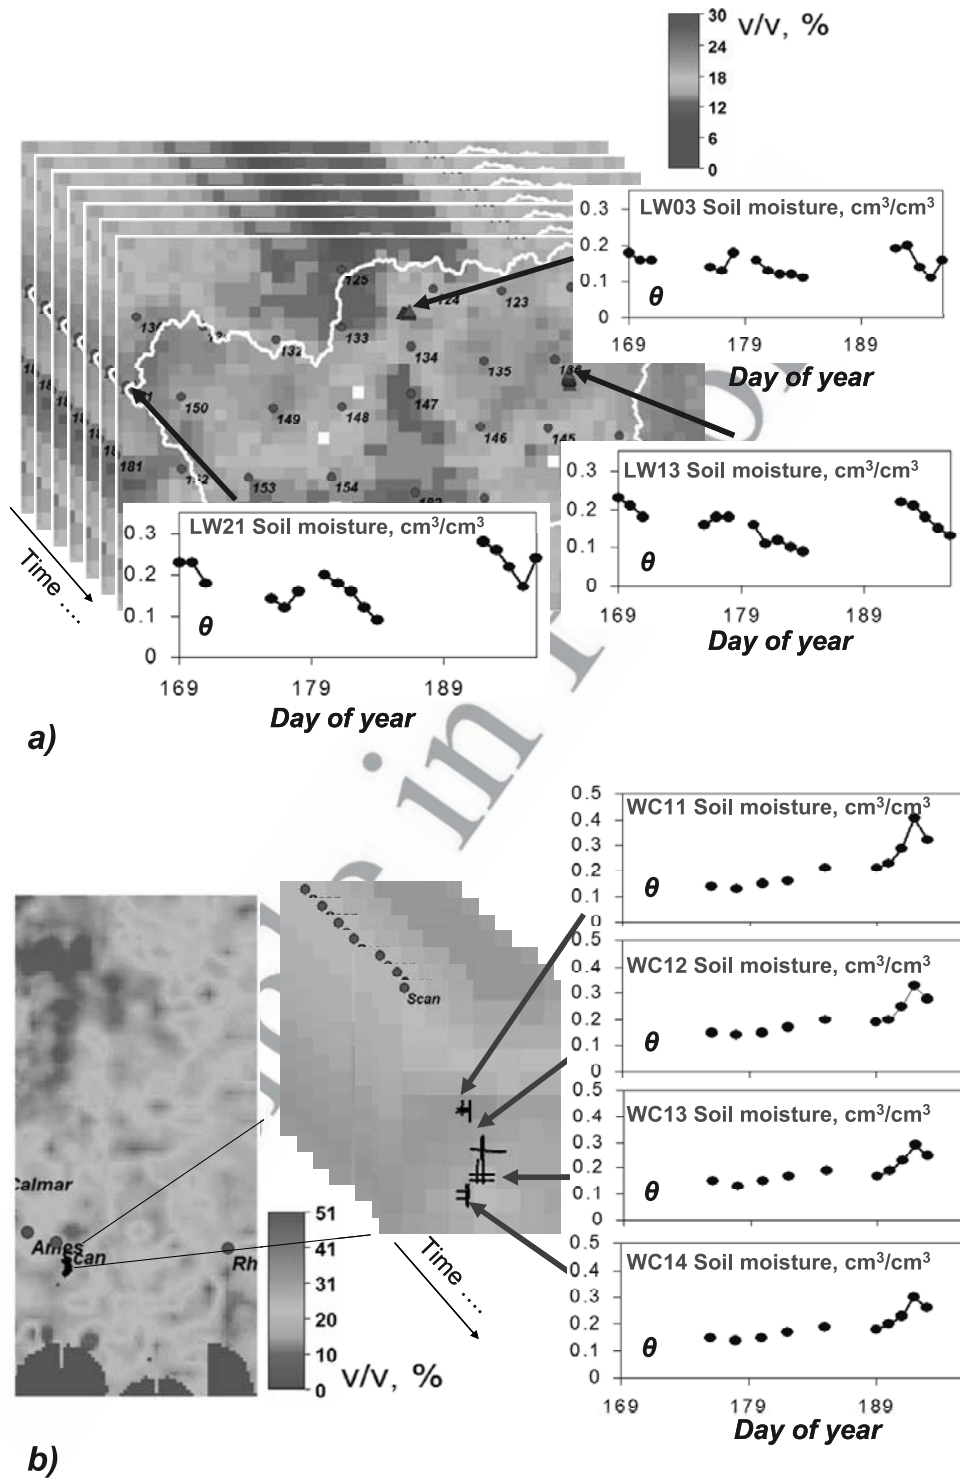 30
v/v, %
24
18
12
6
0
0.3
LW03 Soil moisture, cm³/cm³
0.2
0.1
θ
0
169
179
189
Day of year
125
124
123
133
132
134
135
136
150
149
148
147
146
145
181
153
154
0.3
LW13 Soil moisture, cm³/cm³
0.2
0.1
θ
0
169
179
189
Day of year
0.3
LW21 Soil moisture, cm³/cm³
0.2
0.1
θ
0
169
179
189
Day of year
Time ....
a)
0.5
WC11 Soil moisture, cm³/cm³
0.4
0.3
0.2
θ
0.1
0
0.5
WC12 Soil moisture, cm³/cm³
0.4
0.3
0.2
0.1
θ
0
0.5
WC13 Soil moisture, cm³/cm³
0.4
0.3
0.2
0.1
θ
0
0.5
WC14 Soil moisture, cm³/cm³
0.4
0.3
0.2
0.1
θ
0
169
179
189
Day of year
Scan
Calmar
Ames
Scan
Rh
51
41
31
20
10
0
v/v, %
Time ....
b)
in